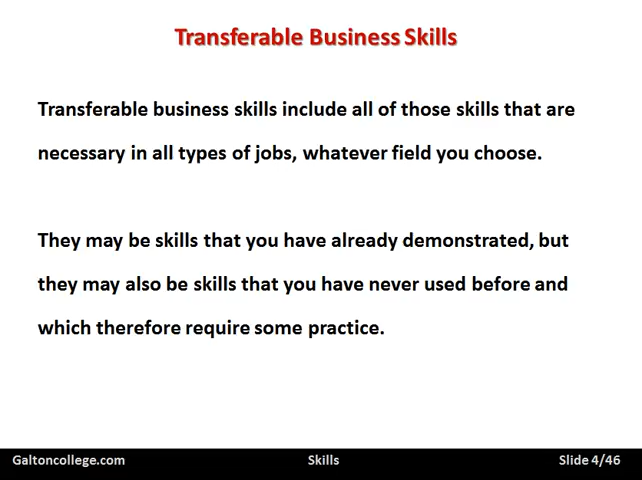 Transferable Business Skills
Transferable business skills include all of those skills that are
necessary in all types of jobs, whatever field you choose.
They may be skills that you have already demonstrated, but
they may also be skills that you have never used before and
which therefore require some practice.
Galtoncollege.com Skills Slide 4/46